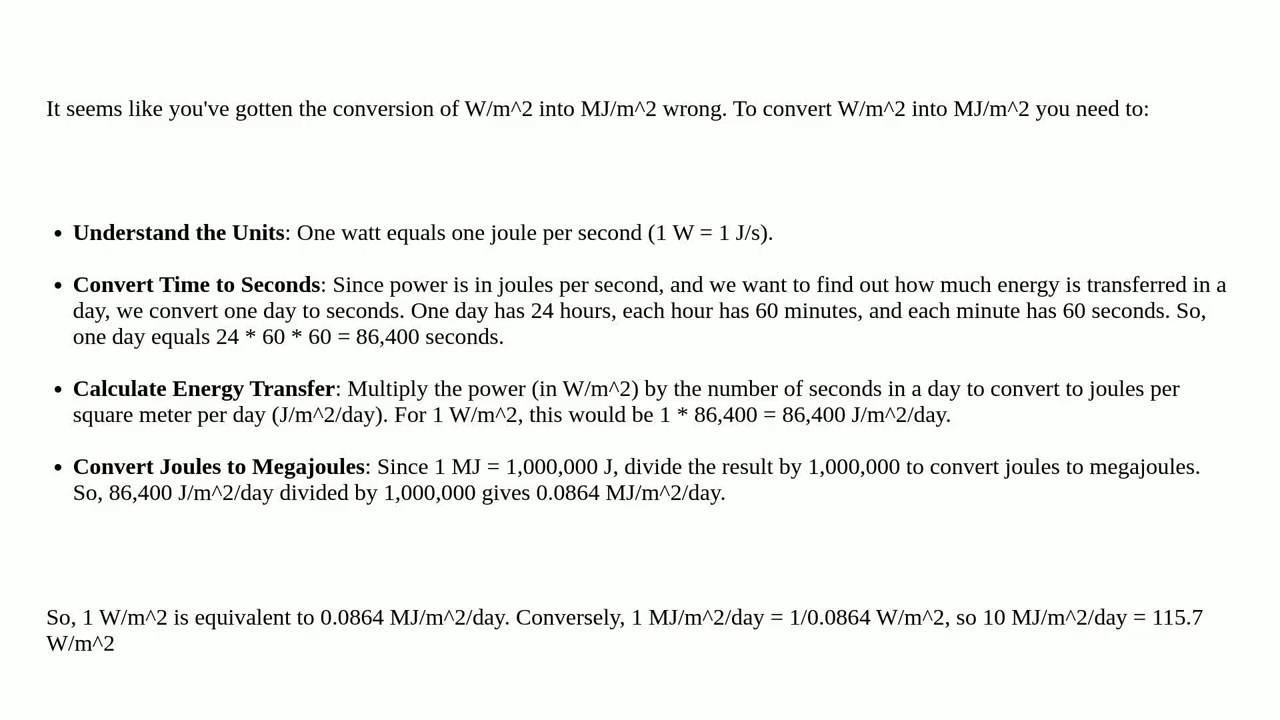 It seems like you've gotten the conversion of W/m^2 into MJ/m^2 wrong. To convert W/m^2 into MJ/m^2 you need to:
• Understand the Units: One watt equals one joule per second (1 W = 1 J/s).
• Convert Time to Seconds: Since power is in joules per second, and we want to find out how much energy is transferred in a
day, we convert one day to seconds. One day has 24 hours, each hour has 60 minutes, and each minute has 60 seconds. So,
one day equals 24 * 60 * 60 = 86,400 seconds.
• Calculate Energy Transfer: Multiply the power (in W/m^2) by the number of seconds in a day to convert to joules per
square meter per day (J/m^2/day). For 1 W/m^2, this would be 1 * 86,400 = 86,400 J/m^2/day.
• Convert Joules to Megajoules: Since 1 MJ = 1,000,000 J, divide the result by 1,000,000 to convert joules to megajoules.
So, 86,400 J/m^2/day divided by 1,000,000 gives 0.0864 MJ/m^2/day.
So, 1 W/m^2 is equivalent to 0.0864 MJ/m^2/day. Conversely, 1 MJ/m^2/day = 1/0.0864 W/m^2, so 10 MJ/m^2/day = 115.7
W/m^2